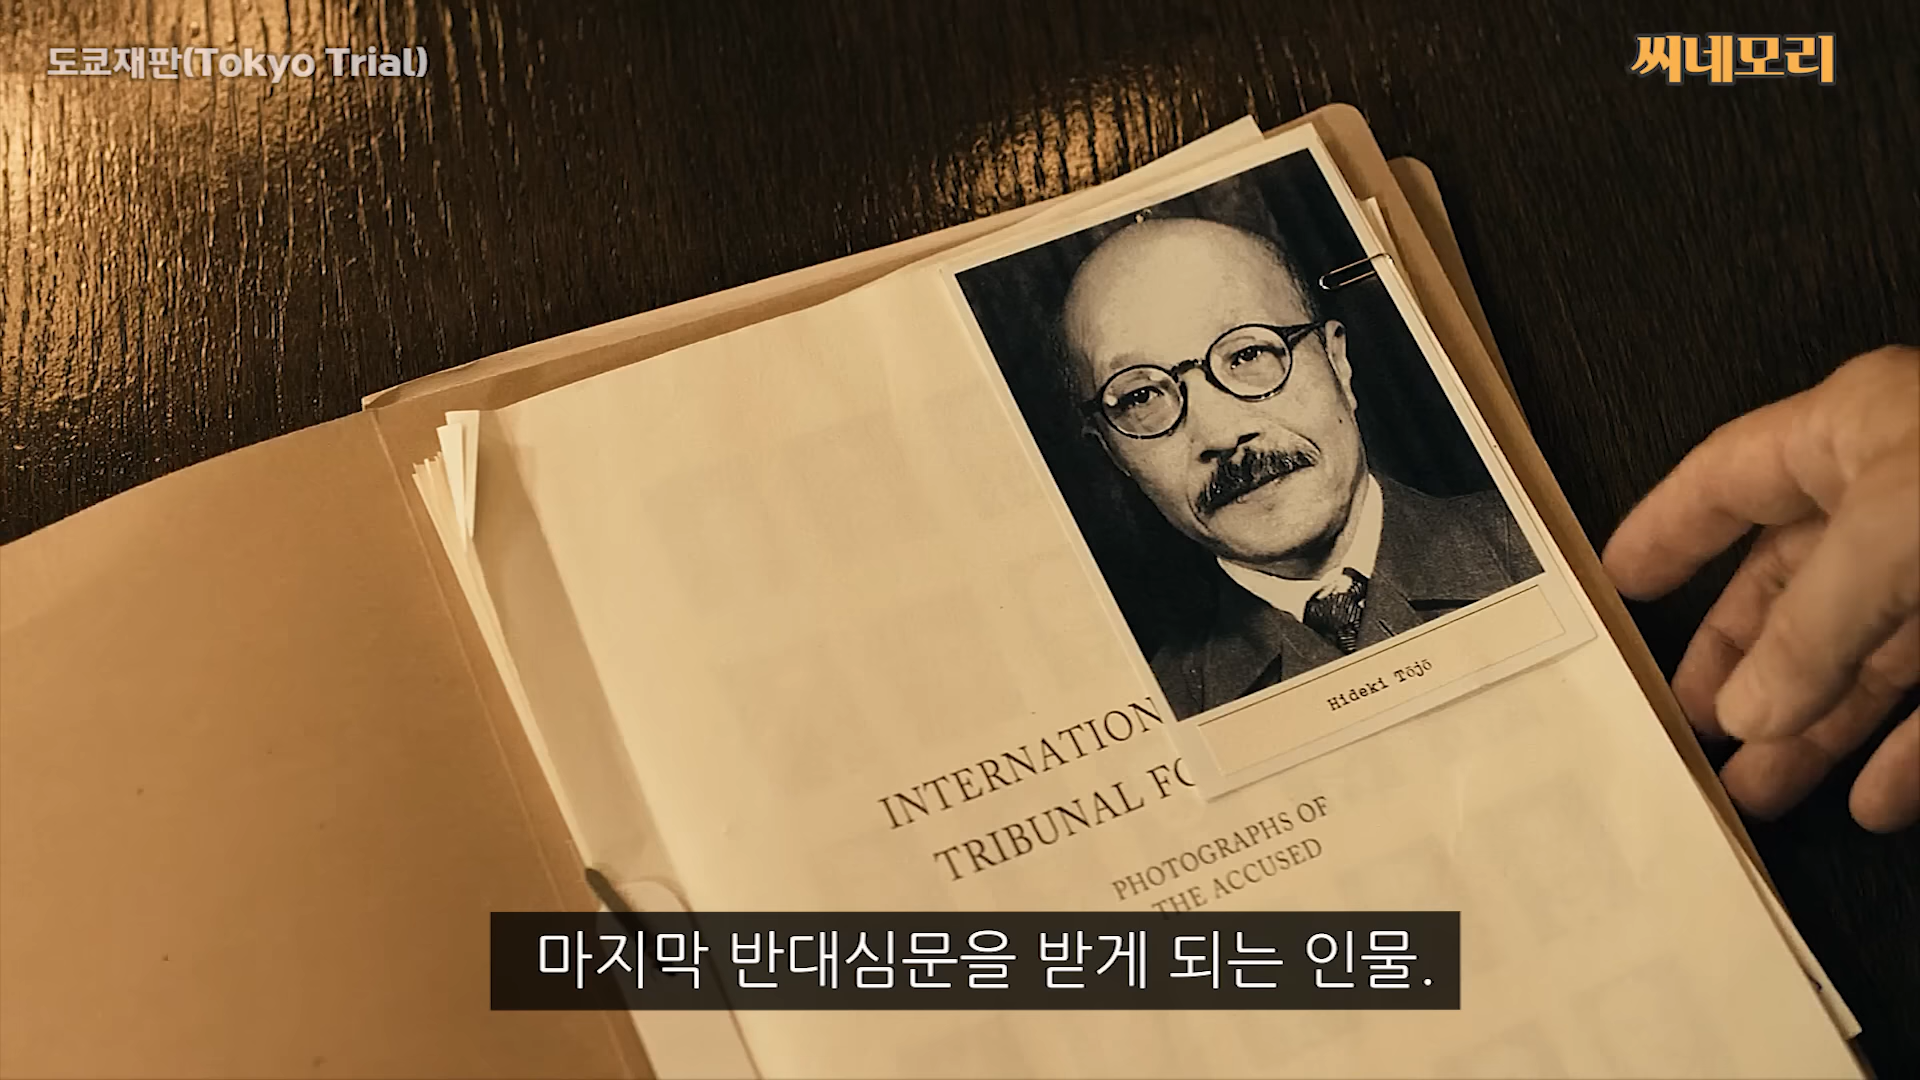 도쿄재판(Tokyo Trial)
씨네모리
Hideki Tōjō
INTERNATION
TRIBUNAL FO
PHOTOGRAPHS OF
THE ACCUSED
마지막 반대심문을 받게 되는 인물.